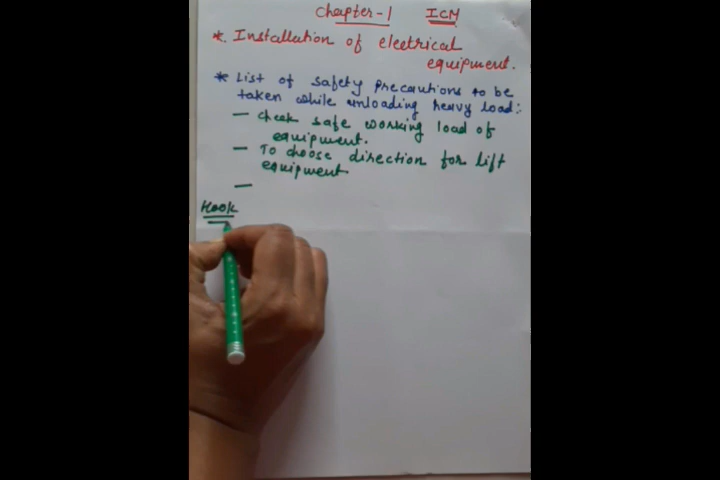 Chapter-1 ICM
*. Installation of electrical
equipment.
* List of safety precautions to be
taken while unloading heavy load:
— Check safe working load of
equipment.
— To choose direction for lift
equipment
—
Hook